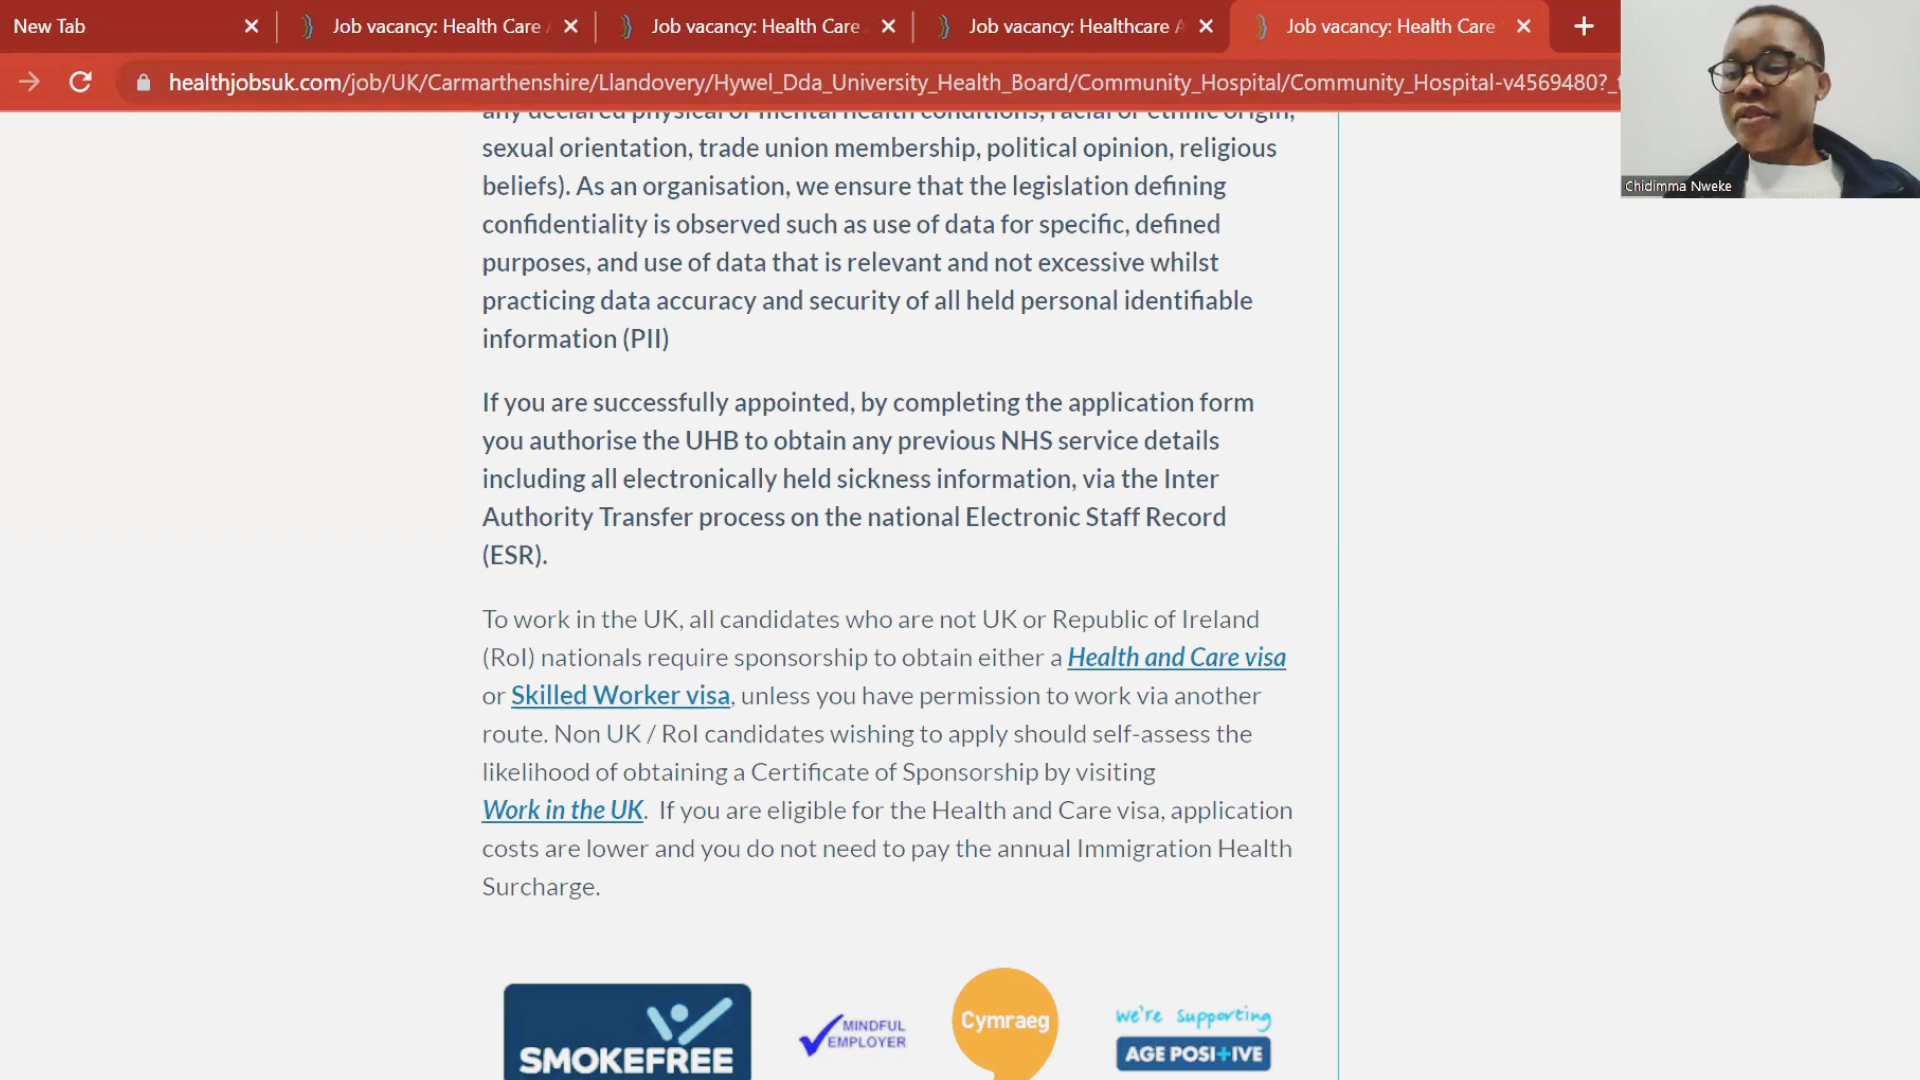 New Tab
Job vacancy: Health Care
Job vacancy: Health Care
Job vacancy: Healthcare
Job vacancy: Health Care
healthjobsuk.com/job/UK/Carmarthenshire/Llandovery/Hywel_Dda_University_Health_Board/Community_Hospital/Community_Hospital-v4569480?_
Chidimma Nweke
any declared physical or mental health conditions, racial or ethnic origin,
sexual orientation, trade union membership, political opinion, religious
beliefs). As an organisation, we ensure that the legislation defining
confidentiality is observed such as use of data for specific, defined
purposes, and use of data that is relevant and not excessive whilst
practicing data accuracy and security of all held personal identifiable
information (PII)
If you are successfully appointed, by completing the application form
you authorise the UHB to obtain any previous NHS service details
including all electronically held sickness information, via the Inter
Authority Transfer process on the national Electronic Staff Record
(ESR).
To work in the UK, all candidates who are not UK or Republic of Ireland
(RoI) nationals require sponsorship to obtain either a Health and Care visa
or Skilled Worker visa, unless you have permission to work via another
route. Non UK / RoI candidates wishing to apply should self-assess the
likelihood of obtaining a Certificate of Sponsorship by visiting
Work in the UK.  If you are eligible for the Health and Care visa, application
costs are lower and you do not need to pay the annual Immigration Health
Surcharge.
SMOKEFREE
MINDFUL
EMPLOYER
Cymraeg
we're supporting
AGE POSI+IVE